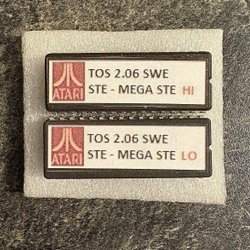 TOS 2.06 SWE
STE - MEGA STE HI
ATARI
TOS 2.06 SWE
STE - MEGA STE LO
ATARI